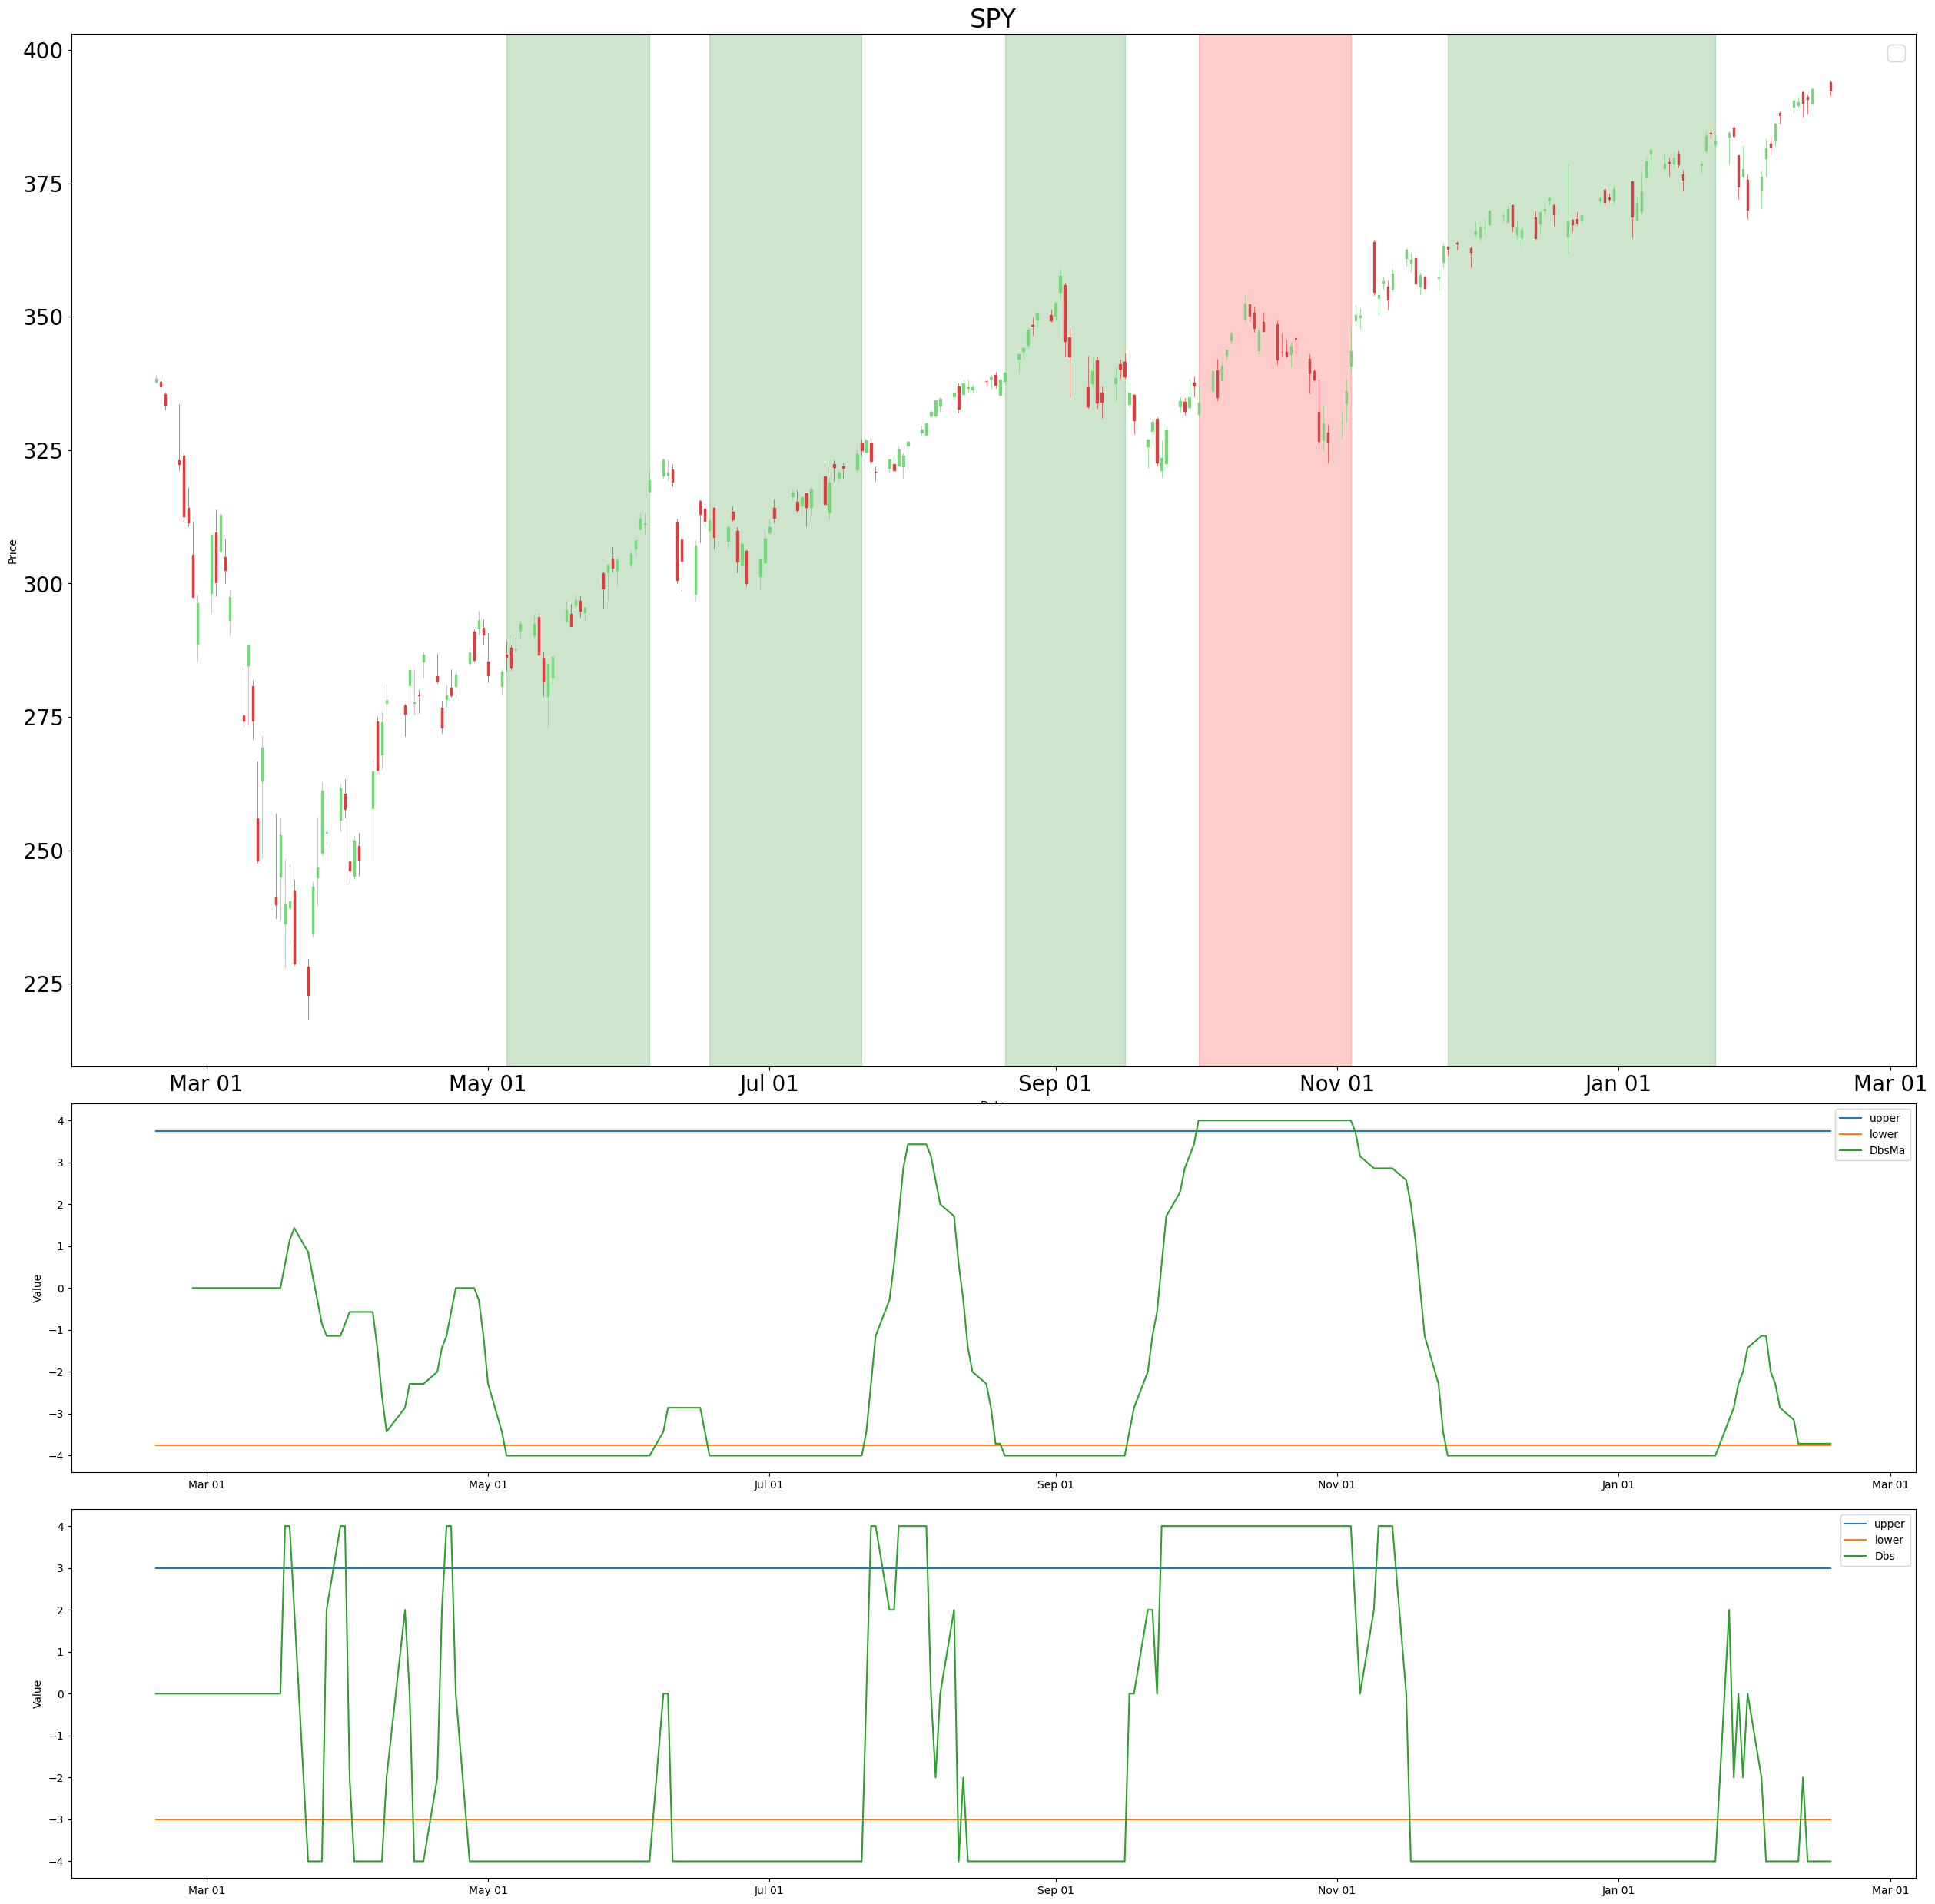 SPY
400
375
350
325
300
275
250
225
Price
Mar 01 May 01 Jul 01 Sep 01 Nov 01 Jan 01 Mar 01
Date
upper
lower
DbsMa
4
3
2
1
0
−1
−2
−3
−4
Value
Mar 01 May 01 Jul 01 Sep 01 Nov 01 Jan 01 Mar 01
upper
lower
Dbs
4
3
2
1
0
−1
−2
−3
−4
Value
Mar 01 May 01 Jul 01 Sep 01 Nov 01 Jan 01 Mar 01